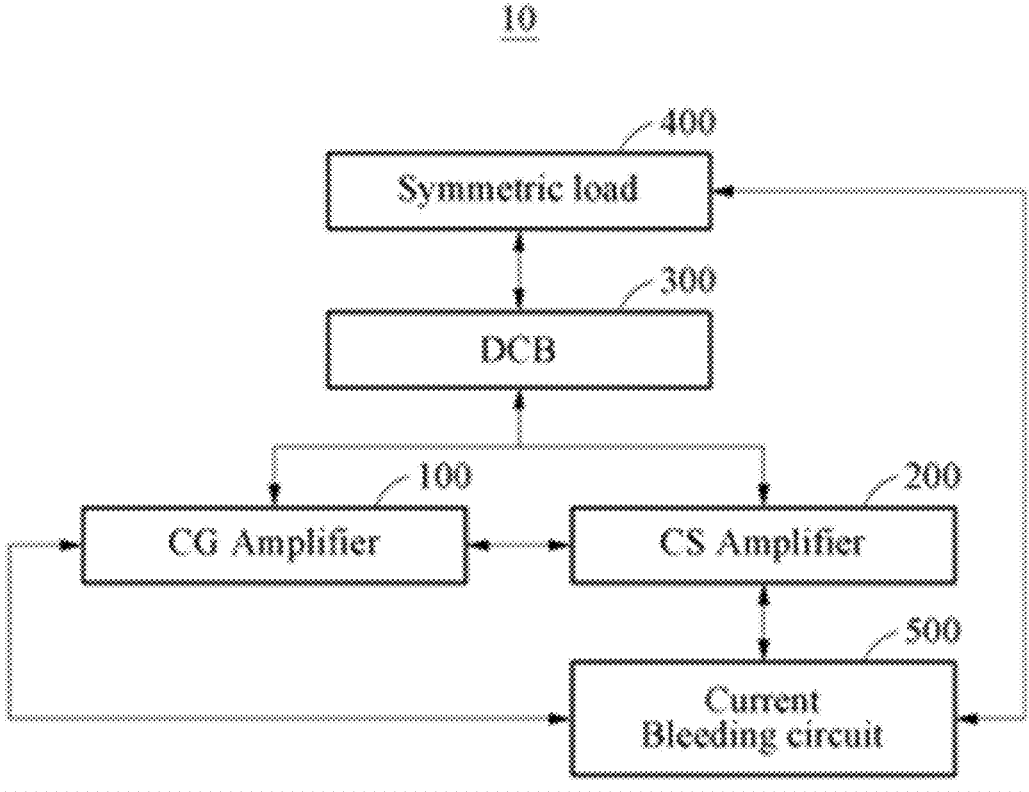 10
400
Symmetric load
300
DCB
100
CG Amplifier
200
CS Amplifier
500
Current
Bleeding circuit